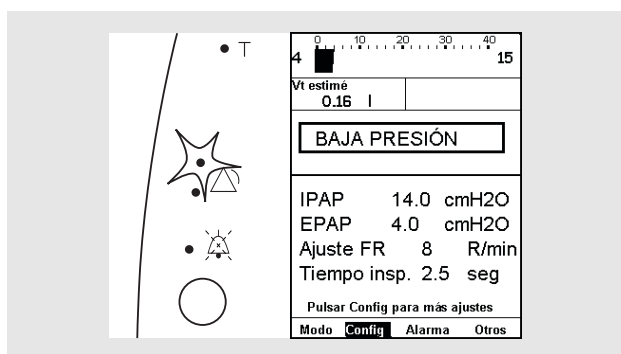 T
0 10 20 30 40
4 15
Vt estimé
0.16 l
BAJA PRESIÓN
IPAP 14.0 cmH2O
EPAP 4.0 cmH2O
Ajuste FR 8 R/min
Tiempo insp. 2.5 seg
Pulsar Config para más ajustes
Modo Config Alarma Otros